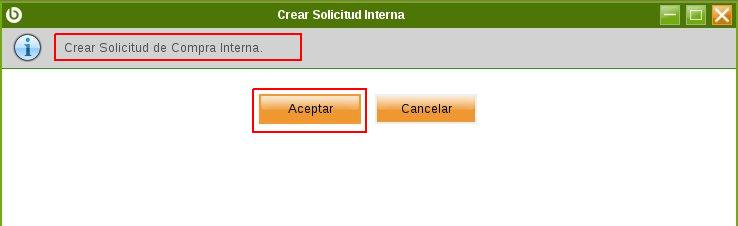 Crear Solicitud Interna
Crear Solicitud de Compra Interna.
Aceptar
Cancelar